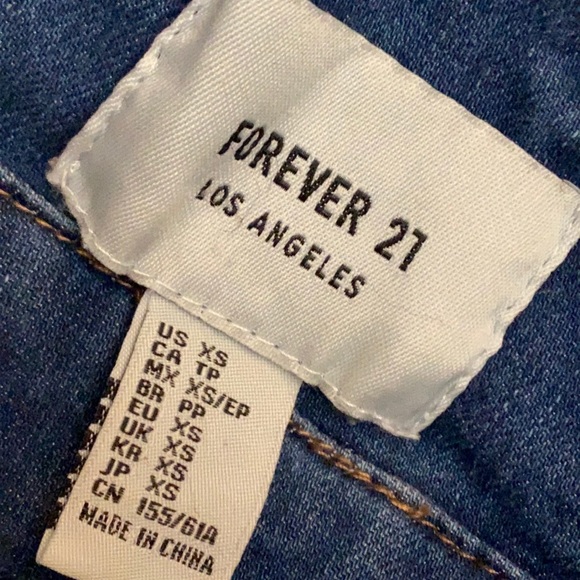 FOREVER 21
LOS ANGELES
US XS
CA TP
MX XS/EP
BR PP
EU XS
UK XS
KR XS
JP XS
CN 155/61A
MADE IN CHINA